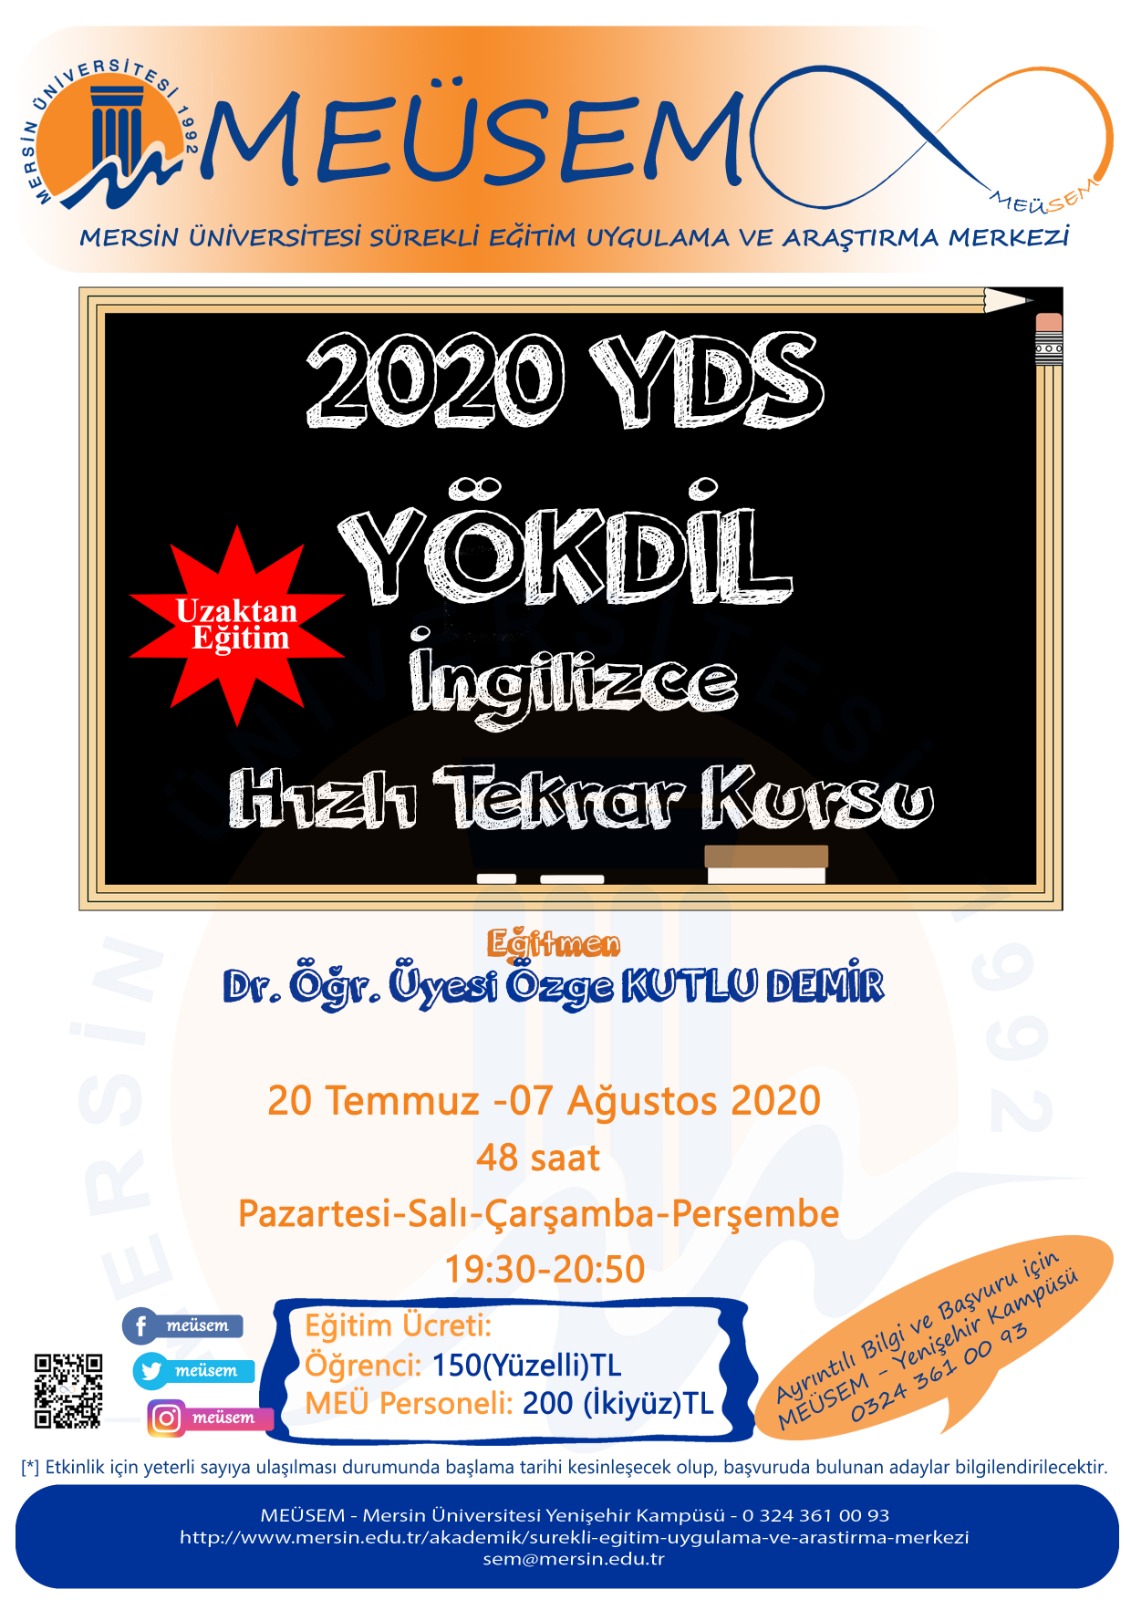 MERSİN ÜNİVERSİTESİ 1992
MEÜSEM
MEÜSEM
MERSİN ÜNİVERSİTESİ SÜREKLİ EĞİTİM UYGULAMA VE ARAŞTIRMA MERKEZİ
2020 YDS
YÖKDİL
Uzaktan
Eğitim
İngilizce
Hızlı Tekrar Kursu
Eğitmen
Dr. Öğr. Üyesi Özge KUTLU DEMİR
MERSİN ÜNİVERSİTESİ 1992
20 Temmuz -07 Ağustos 2020
48 saat
Pazartesi-Salı-Çarşamba-Perşembe
19:30-20:50
meüsem
meüsem
meüsem
Eğitim Ücreti:
Öğrenci: 150(Yüzelli)TL
MEÜ Personeli: 200 (İkiyüz)TL
Ayrıntılı Bilgi ve Başvuru için
MEÜSEM - Yenişehir Kampüsü
0324 361 00 93
[*] Etkinlik için yeterli sayıya ulaşılması durumunda başlama tarihi kesinleşecek olup, başvuruda bulunan adaylar bilgilendirilecektir.
MEÜSEM - Mersin Üniversitesi Yenişehir Kampüsü - 0 324 361 00 93
http://www.mersin.edu.tr/akademik/surekli-egitim-uygulama-ve-arastirma-merkezi
sem@mersin.edu.tr